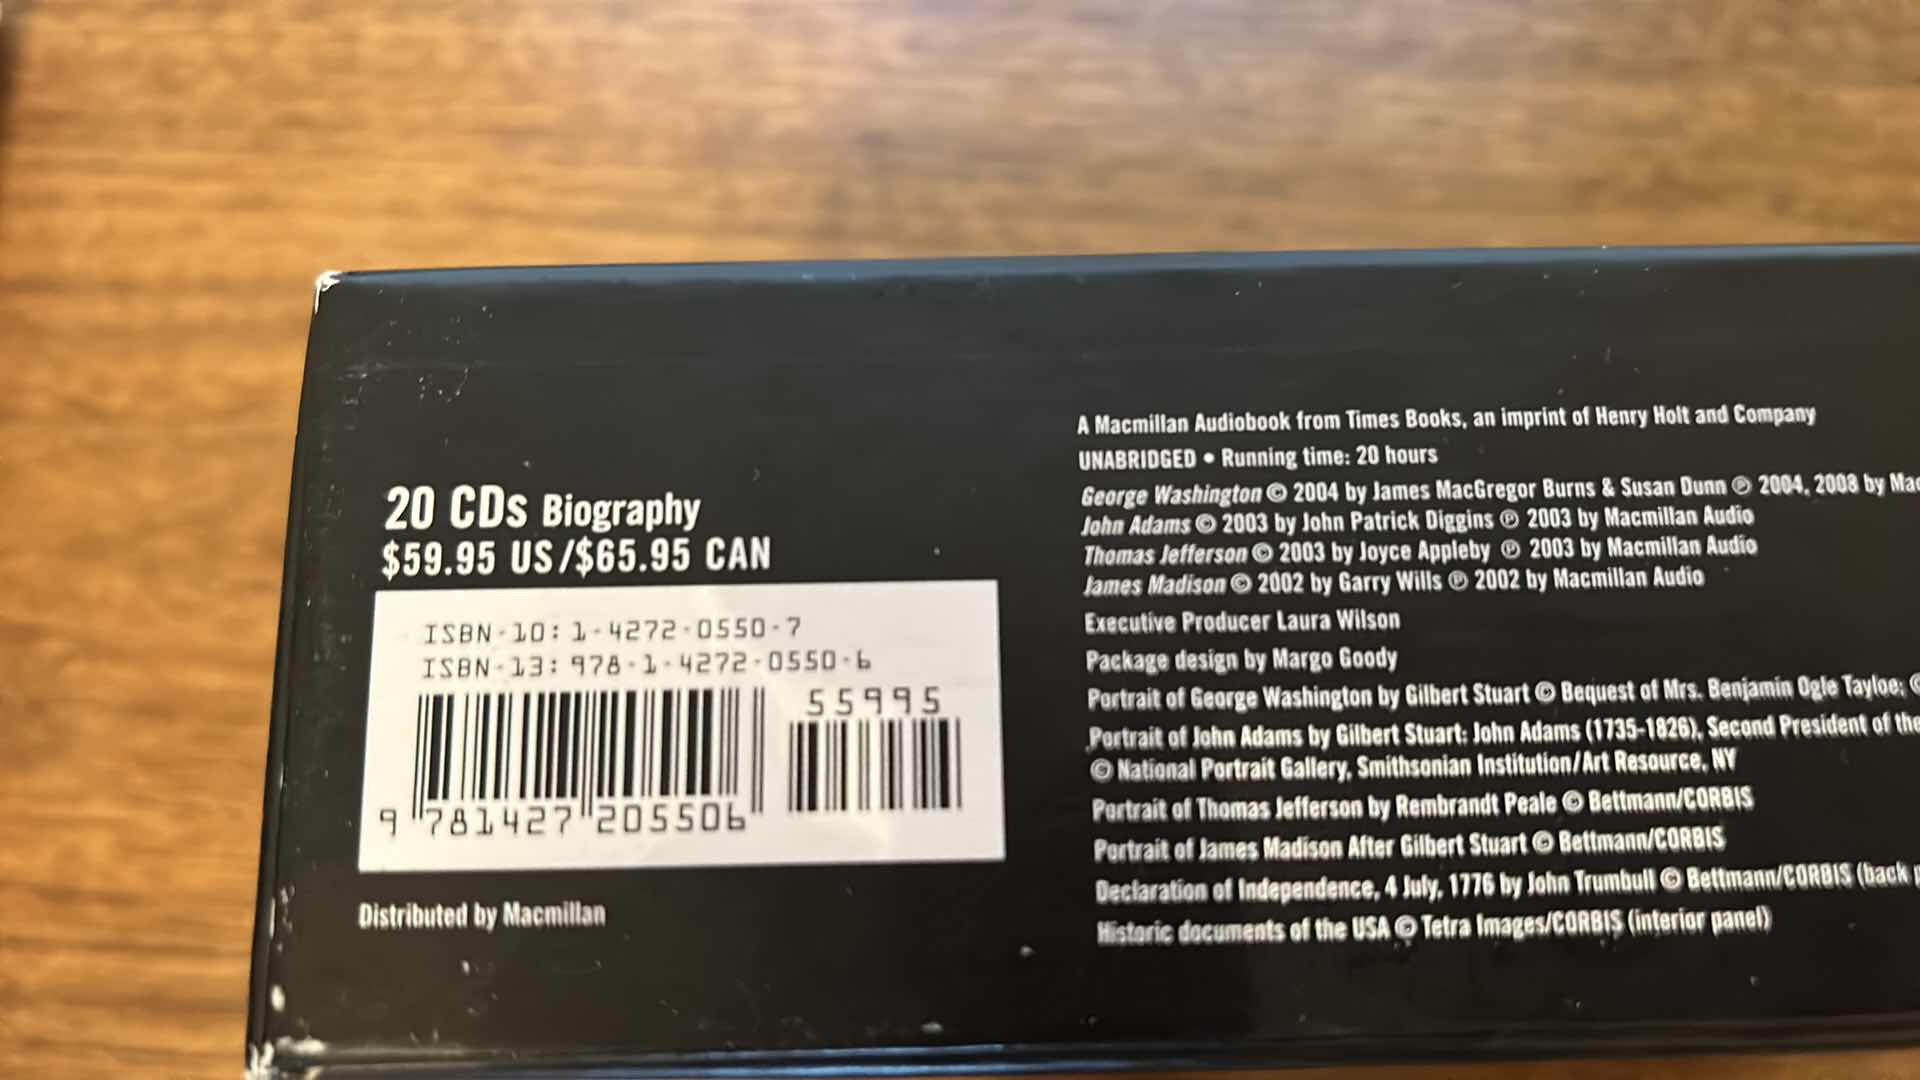 20 CDs Biography
$59.95 US/$65.95 CAN
ISBN-10: 1-4272-0550-7
ISBN-13: 978-1-4272-0550-6
55995
9 781427 205506
Distributed by Macmillan
A Macmillan Audiobook from Times Books, an imprint of Henry Holt and Company
UNABRIDGED • Running time: 20 hours
George Washington © 2004 by James MacGregor Burns & Susan Dunn ℗ 2004, 2008 by
John Adams © 2003 by John Patrick Diggins ℗ 2003 by Macmillan Audio
Thomas Jefferson © 2003 by Joyce Appleby ℗ 2003 by Macmillan Audio
James Madison © 2002 by Garry Wills ℗ 2002 by Macmillan Audio
Executive Producer Laura Wilson
Package design by Margo Goody
Portrait of George Washington by Gilbert Stuart © Bequest of Mrs. Benjamin Ogle Tayloe; ©
Portrait of John Adams by Gilbert Stuart: John Adams (1735-1826), Second President of the
© National Portrait Gallery, Smithsonian Institution/Art Resource, NY
Portrait of Thomas Jefferson by Rembrandt Peale © Bettmann/CORBIS
Portrait of James Madison After Gilbert Stuart © Bettmann/CORBIS
Declaration of Independence, 4 July, 1776 by John Trumbull © Bettmann/CORBIS (back
Historic documents of the USA © Tetra Images/CORBIS (interior panel)